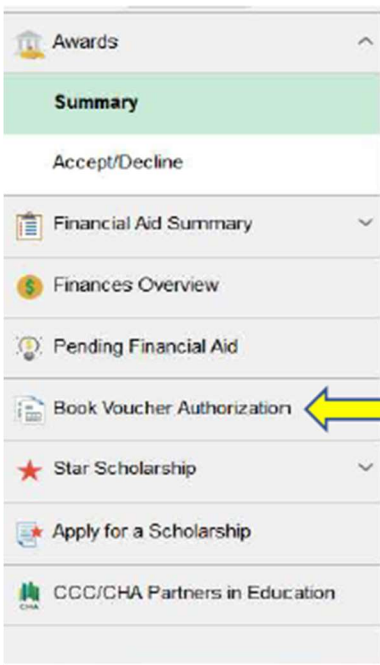 Awards
Summary
Accept/Decline
Financial Aid Summary
Finances Overview
Pending Financial Aid
Book Voucher Authorization
Star Scholarship
Apply for a Scholarship
CCC/CHA Partners in Education
CHA